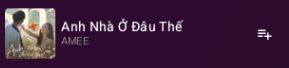 Anh Nhà Ở Đâu Thế
AMEE